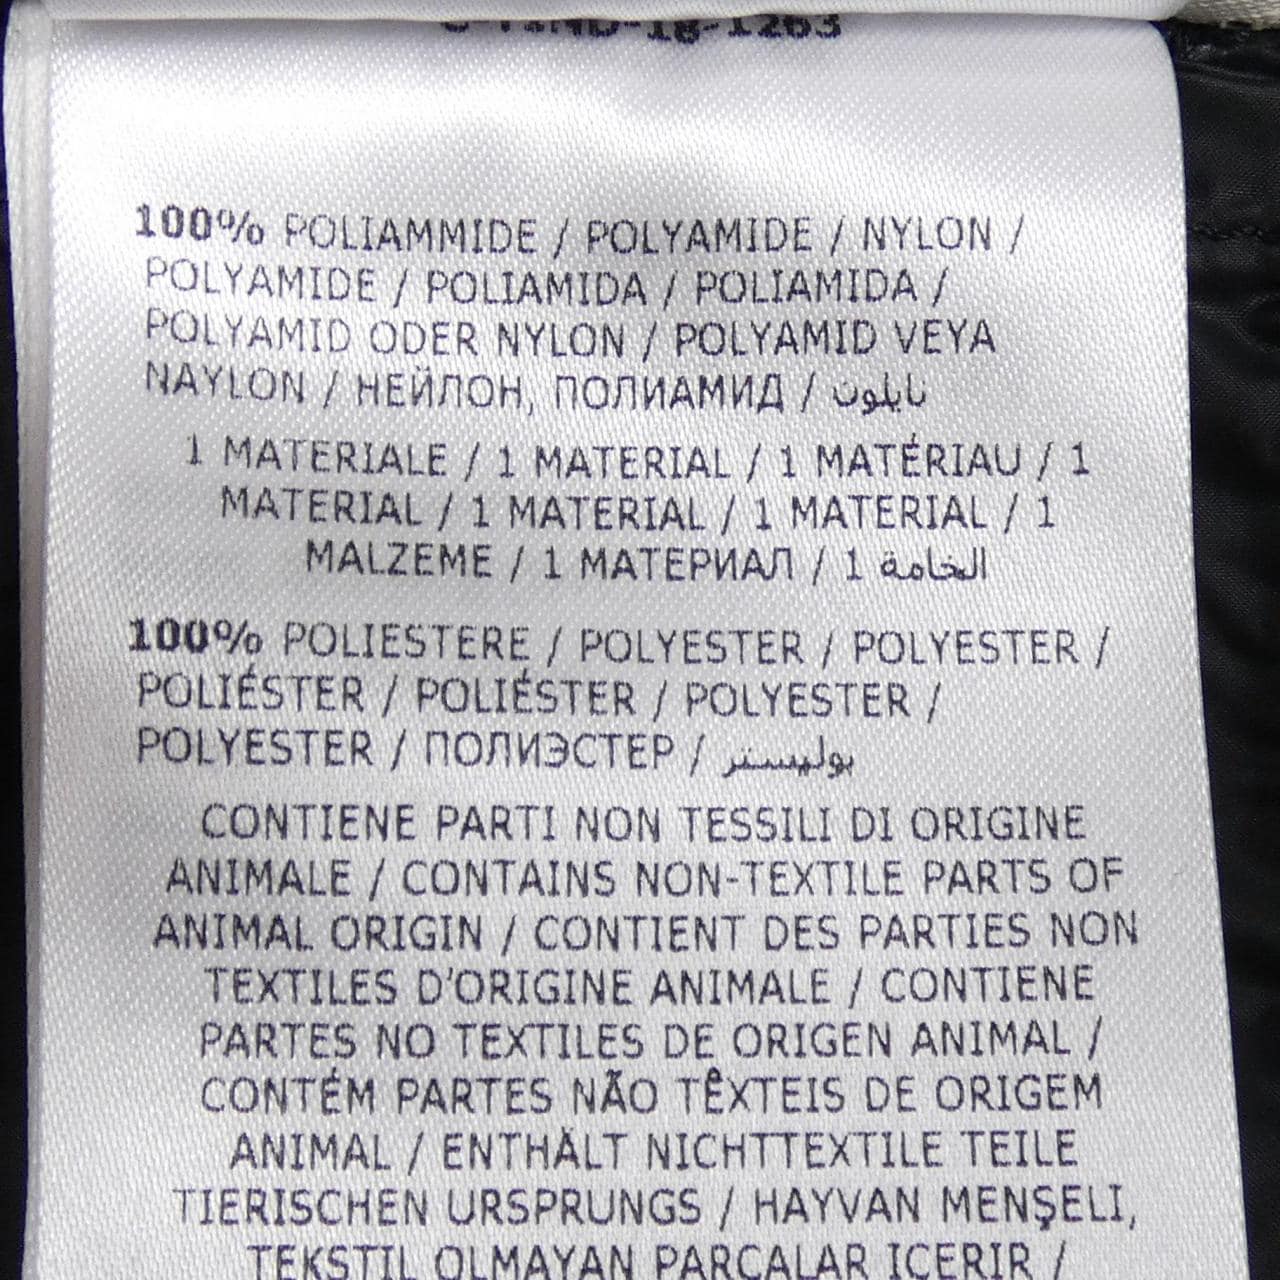 -18-1263
100% POLIAMMIDE / POLYAMIDE / NYLON /
POLYAMIDE / POLIAMIDA / POLIAMIDA /
POLYAMID ODER NYLON / POLYAMID VEYA
NAYLON / НЕЙЛОН, ПОЛИАМИД / نايلون
1 MATERIALE / 1 MATERIAL / 1 MATÉRIAU / 1
MATERIAL / 1 MATERIAL / 1 MATERIAL / 1
MALZEME / 1 МАТЕРИАЛ / 1 الخامة
100% POLIESTERE / POLYESTER / POLYESTER /
POLIÉSTER / POLIÉSTER / POLYESTER /
POLYESTER / ПОЛИЭСТЕР / بوليستر
CONTIENE PARTI NON TESSILI DI ORIGINE
ANIMALE / CONTAINS NON-TEXTILE PARTS OF
ANIMAL ORIGIN / CONTIENT DES PARTIES NON
TEXTILES D'ORIGINE ANIMALE / CONTIENE
PARTES NO TEXTILES DE ORIGEN ANIMAL /
CONTÉM PARTES NÃO TÊXTEIS DE ORIGEM
ANIMAL / ENTHÄLT NICHTTEXTILE TEILE
TIERISCHEN URSPRUNGS / HAYVAN MENŞELİ,
TEKSTİL OLMAYAN PARÇALAR İÇERİR /